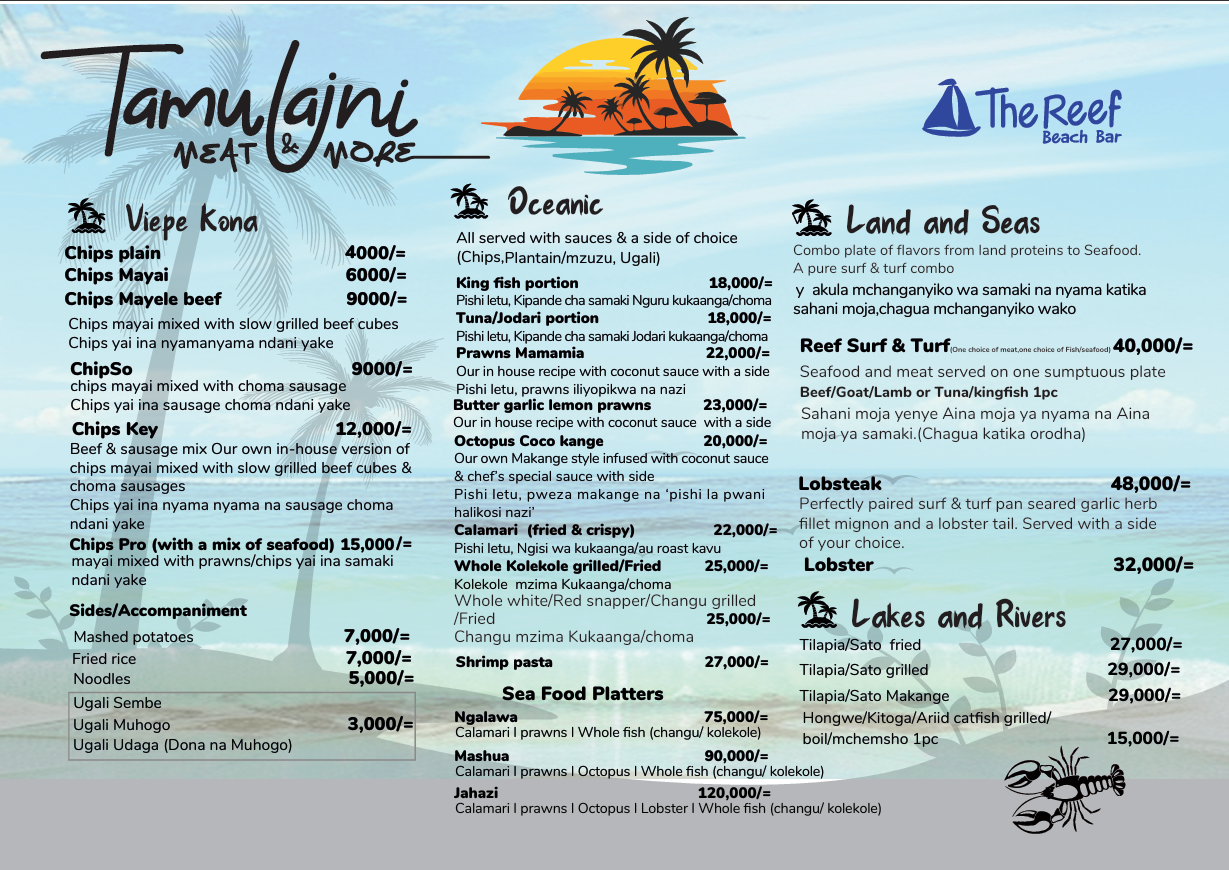 Tamu Lajni
MEAT & MORE
The Reef
Beach Bar
Viepe Kona
Chips plain 4000/=
Chips Mayai 6000/=
Chips Mayele beef 9000/=
Chips mayai mixed with slow grilled beef cubes
Chips yai ina nyamanyama ndani yake
ChipSo 9000/=
chips mayai mixed with choma sausage
Chips yai ina sausage choma ndani yake
Chips Key 12,000/=
Beef & sausage mix Our own in-house version of
chips mayai mixed with slow grilled beef cubes &
choma sausages
Chips yai ina nyama nyama na sausage choma
ndani yake
Chips Pro (with a mix of seafood) 15,000/=
mayai mixed with prawns/chips yai ina samaki
ndani yake
Sides/Accompaniment
Mashed potatoes 7,000/=
Fried rice 7,000/=
Noodles 5,000/=
Ugali Sembe
Ugali Muhogo 3,000/=
Ugali Udaga (Dona na Muhogo)
Oceanic
All served with sauces & a side of choice
(Chips,Plantain/mzuzu, Ugali)
King fish portion 18,000/=
Pishi letu, Kipande cha samaki Nguru kukaanga/choma
Tuna/Jodari portion 18,000/=
Pishi letu, Kipande cha samaki Jodari kukaanga/choma
Prawns Mamamia 22,000/=
Our in house recipe with coconut sauce with a side
Pishi letu, prawns iliyopikwa na nazi
Butter garlic lemon prawns 23,000/=
Our in house recipe with coconut sauce with a side
Octopus Coco kange 20,000/=
Our own Makange style infused with coconut sauce
& chef's special sauce with side
Pishi letu, pweza makange na 'pishi la pwani
halikosi nazi'
Calamari (fried & crispy) 22,000/=
Pishi letu, Ngisi wa kukaanga/au roast kavu
Whole Kolekole grilled/Fried 25,000/=
Kolekole mzima Kukaanga/choma
Whole white/Red snapper/Changu grilled
/Fried 25,000/=
Changu mzima Kukaanga/choma
Shrimp pasta 27,000/=
Sea Food Platters
Ngalawa 75,000/=
Calamari I prawns I Whole fish (changu/ kolekole)
Mashua 90,000/=
Calamari I prawns I Octopus I Whole fish (changu/ kolekole)
Jahazi 120,000/=
Calamari I prawns I Octopus I Lobster I Whole fish (changu/ kolekole)
Land and Seas
Combo plate of flavors from land proteins to Seafood.
A pure surf & turf combo
y akula mchanganyiko wa samaki na nyama katika
sahani moja,chagua mchanganyiko wako
Reef Surf & Turf(One choice of meat,one choice of Fish/seafood) 40,000/=
Seafood and meat served on one sumptuous plate
Beef/Goat/Lamb or Tuna/kingfish 1pc
Sahani moja yenye Aina moja ya nyama na Aina
moja ya samaki.(Chagua katika orodha)
Lobsteak 48,000/=
Perfectly paired surf & turf pan seared garlic herb
fillet mignon and a lobster tail. Served with a side
of your choice.
Lobster 32,000/=
Lakes and Rivers
Tilapia/Sato fried 27,000/=
Tilapia/Sato grilled 29,000/=
Tilapia/Sato Makange 29,000/=
Hongwe/Kitoga/Ariid catfish grilled/
boil/mchemsho 1pc 15,000/=